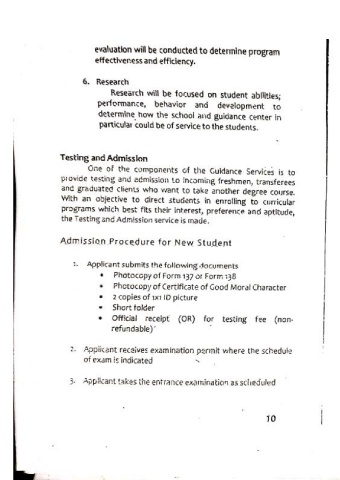 evaluation will be conducted to determine program
effectiveness and efficiency.
6. Research
Research will be focused on student abilities;
performance, behavior and development to
determine how the school and guidance center in
particular could be of service to the students.
Testing and Admission
One of the components of the Guidance Services is to
provide testing and admission to incoming freshmen, transferees
and graduated clients who want to take another degree course.
With an objective to direct students in enrolling to curricular
programs which best fits their interest, preference and aptitude,
the Testing and Admission service is made.
Admission Procedure for New Student
1. Applicant submits the following documents
• Photocopy of Form 137 or Form 138
• Photocopy of Certificate of Good Moral Character
• 2 copies of 1x1 ID picture
• Short folder
• Official receipt (OR) for testing fee (non-
refundable)
2. Applicant receives examination permit where the schedule
of exam is indicated
3. Applicant takes the entrance examination as scheduled
10